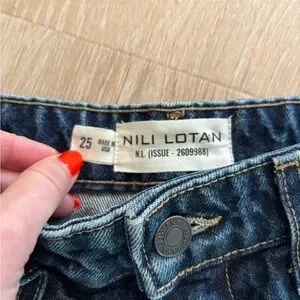 25
MADE IN
USA
NILI LOTAN
N.L. (ISSUE - 2609988)